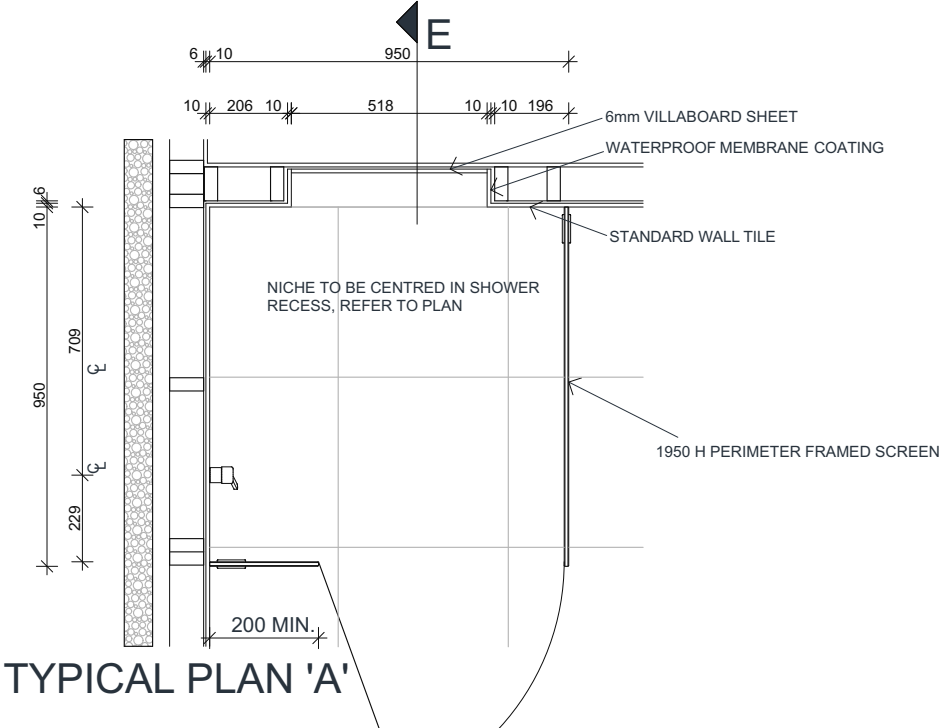 E
6 10 950
10 206 10 518 10 10 196
6mm VILLABOARD SHEET
WATERPROOF MEMBRANE COATING
10 6
STANDARD WALL TILE
NICHE TO BE CENTRED IN SHOWER
RECESS, REFER TO PLAN
709
CL
950
1950 H PERIMETER FRAMED SCREEN
CL
229
200 MIN.
TYPICAL PLAN 'A'